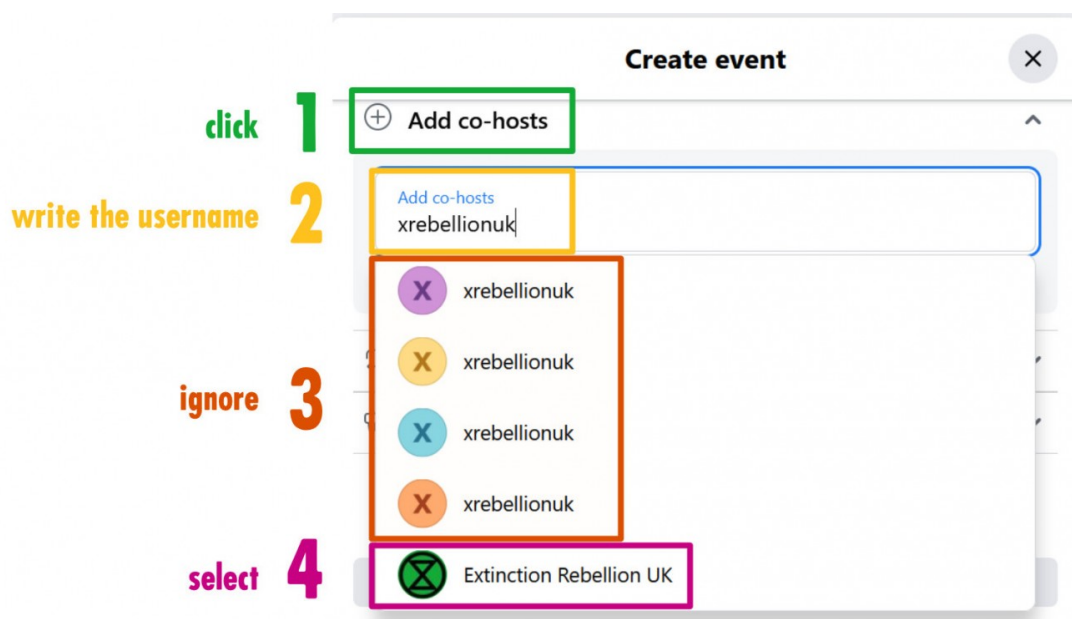 Create event
click 1 Add co-hosts
Add co-hosts
write the username 2 xrebellionuk
X xrebellionuk
X xrebellionuk
ignore 3
X xrebellionuk
X xrebellionuk
select 4 Extinction Rebellion UK